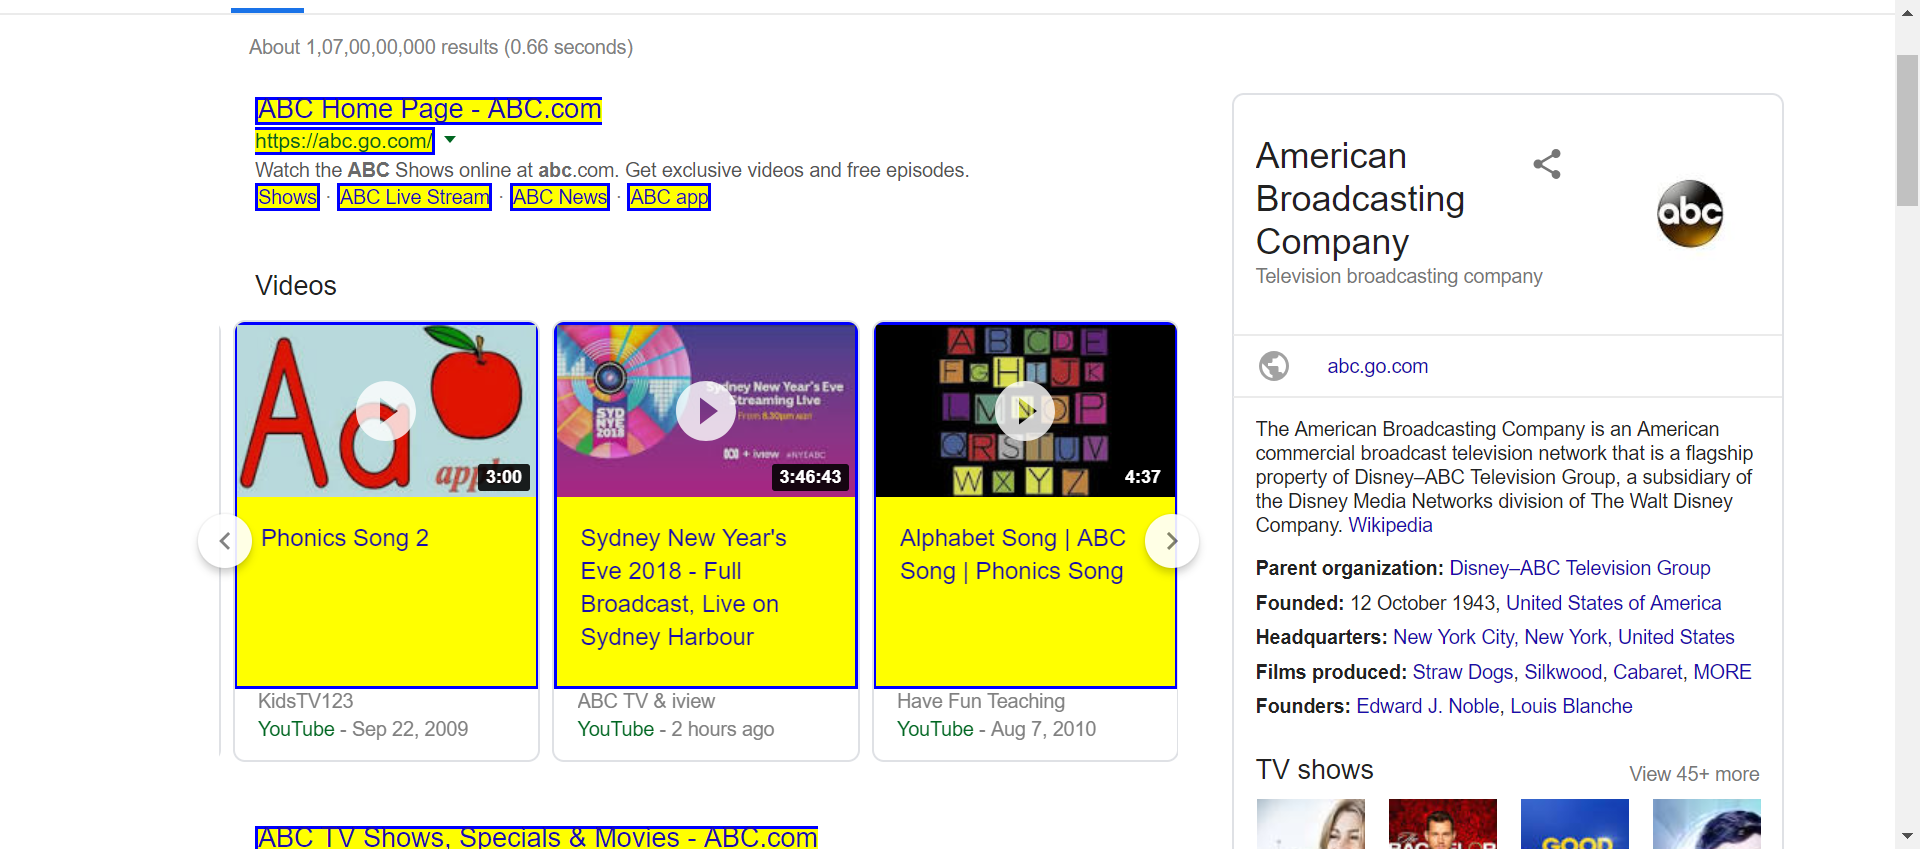 About 1,07,00,00,000 results (0.66 seconds)
ABC Home Page - ABC.com
https://abc.go.com/
Watch the ABC Shows online at abc.com. Get exclusive videos and free episodes.
Shows · ABC Live Stream · ABC News · ABC app
Videos
Aa
apple
3:00
Phonics Song 2
KidsTV123
YouTube - Sep 22, 2009
Sydney New Year's Eve
Streaming Live
From 8.30pm AEDT
SYD
NYE
2018
+ iview #NYEABC
3:46:43
Sydney New Year's
Eve 2018 - Full
Broadcast, Live on
Sydney Harbour
ABC TV & iview
YouTube - 2 hours ago
A B C D E
F G H I J K
L M N O P
Q R S T U V
W X Y Z
4:37
Alphabet Song | ABC
Song | Phonics Song
Have Fun Teaching
YouTube - Aug 7, 2010
ABC TV Shows, Specials & Movies - ABC.com
American
Broadcasting
Company
Television broadcasting company
abc
abc.go.com
The American Broadcasting Company is an American
commercial broadcast television network that is a flagship
property of Disney–ABC Television Group, a subsidiary of
the Disney Media Networks division of The Walt Disney
Company. Wikipedia
Parent organization: Disney–ABC Television Group
Founded: 12 October 1943, United States of America
Headquarters: New York City, New York, United States
Films produced: Straw Dogs, Silkwood, Cabaret, MORE
Founders: Edward J. Noble, Louis Blanche
TV shows
View 45+ more
The
BACHELOR
GOOD